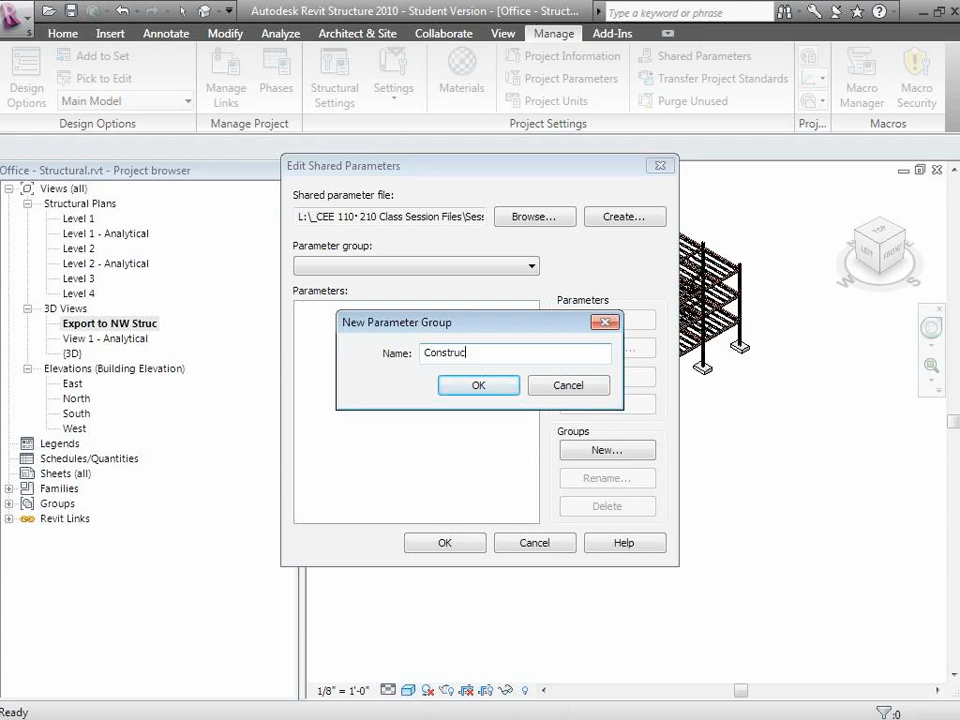 Autodesk Revit Structure 2010 - Student Version - [Office - Struct...
Type a keyword or phrase
Home Insert Annotate Modify Analyze Architect & Site Collaborate View Manage Add-Ins
Add to Set
Pick to Edit
Main Model
Design Options
Manage Links
Phases
Structural Settings
Settings
Materials
Project Information
Project Parameters
Project Units
Shared Parameters
Transfer Project Standards
Purge Unused
Macro Manager
Macro Security
Design Options Manage Project Project Settings Proj... Macros
Office - Structural.rvt - Project browser
Views (all)
Structural Plans
Level 1
Level 1 - Analytical
Level 2
Level 2 - Analytical
Level 3
Level 4
3D Views
Export to NW Struc
View 1 - Analytical
{3D}
Elevations (Building Elevation)
East
North
South
West
Legends
Schedules/Quantities
Sheets (all)
Families
Groups
Revit Links
Edit Shared Parameters
Shared parameter file:
L:\_CEE 110•210 Class Session Files\Sess
Browse... Create...
Parameter group:
Parameters:
Parameters
New Parameter Group
Name: Construc
OK Cancel
Groups
New...
Rename...
Delete
OK Cancel Help
TOP
LEFT FRONT
W S
1/8" = 1'-0"
Ready
:0